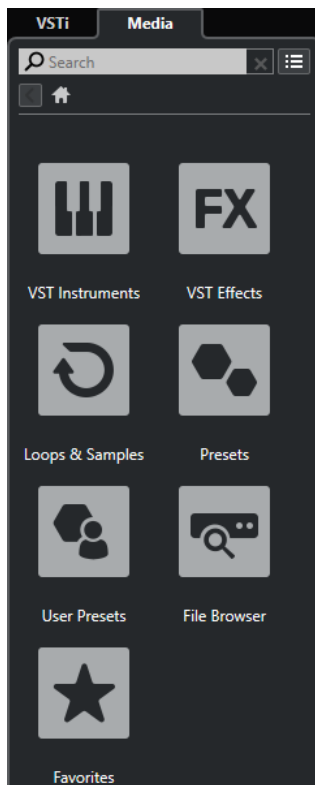 VSTi Media
Search
VST Instruments
FX
VST Effects
Loops & Samples
Presets
User Presets
File Browser
Favorites